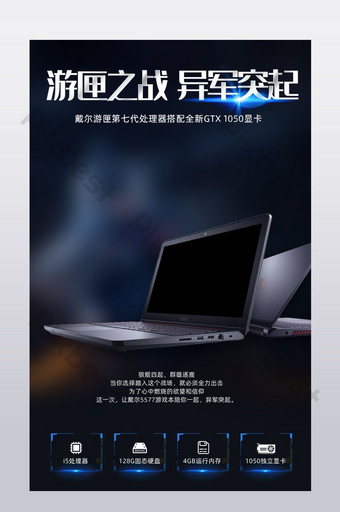 游匣之战 异军突起
戴尔游匣第七代处理器搭配全新GTX 1050显卡
狼烟四起，群雄逐鹿
当你选择踏入这个战场，就必须全力出击
为了心中燃烧的欲望和信仰
这一次，让戴尔5577游戏本陪你一起，异军突起。
i5处理器
128G固态硬盘
4GB运行内存
1050独立显卡